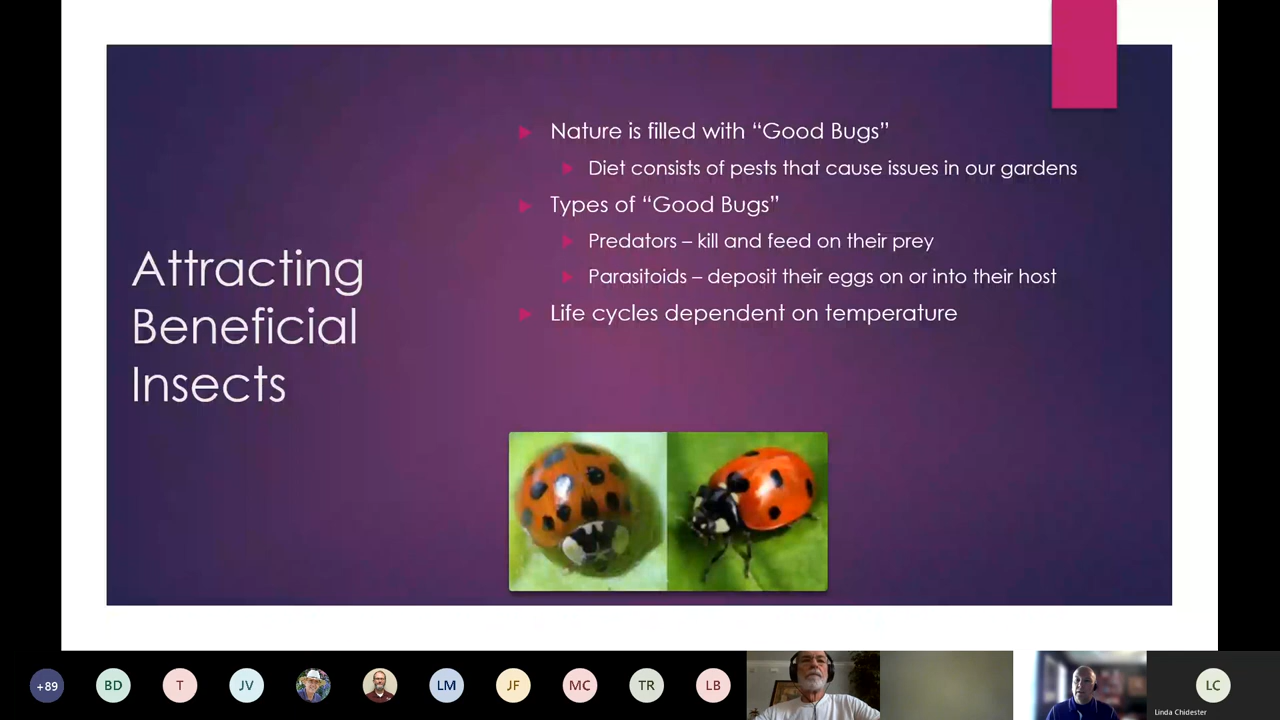 Attracting
Beneficial
Insects
Nature is filled with “Good Bugs”
Diet consists of pests that cause issues in our gardens
Types of “Good Bugs”
Predators – kill and feed on their prey
Parasitoids – deposit their eggs on or into their host
Life cycles dependent on temperature
+89
BD
T
JV
LM
JF
MC
TR
LB
LC
Linda Chidester